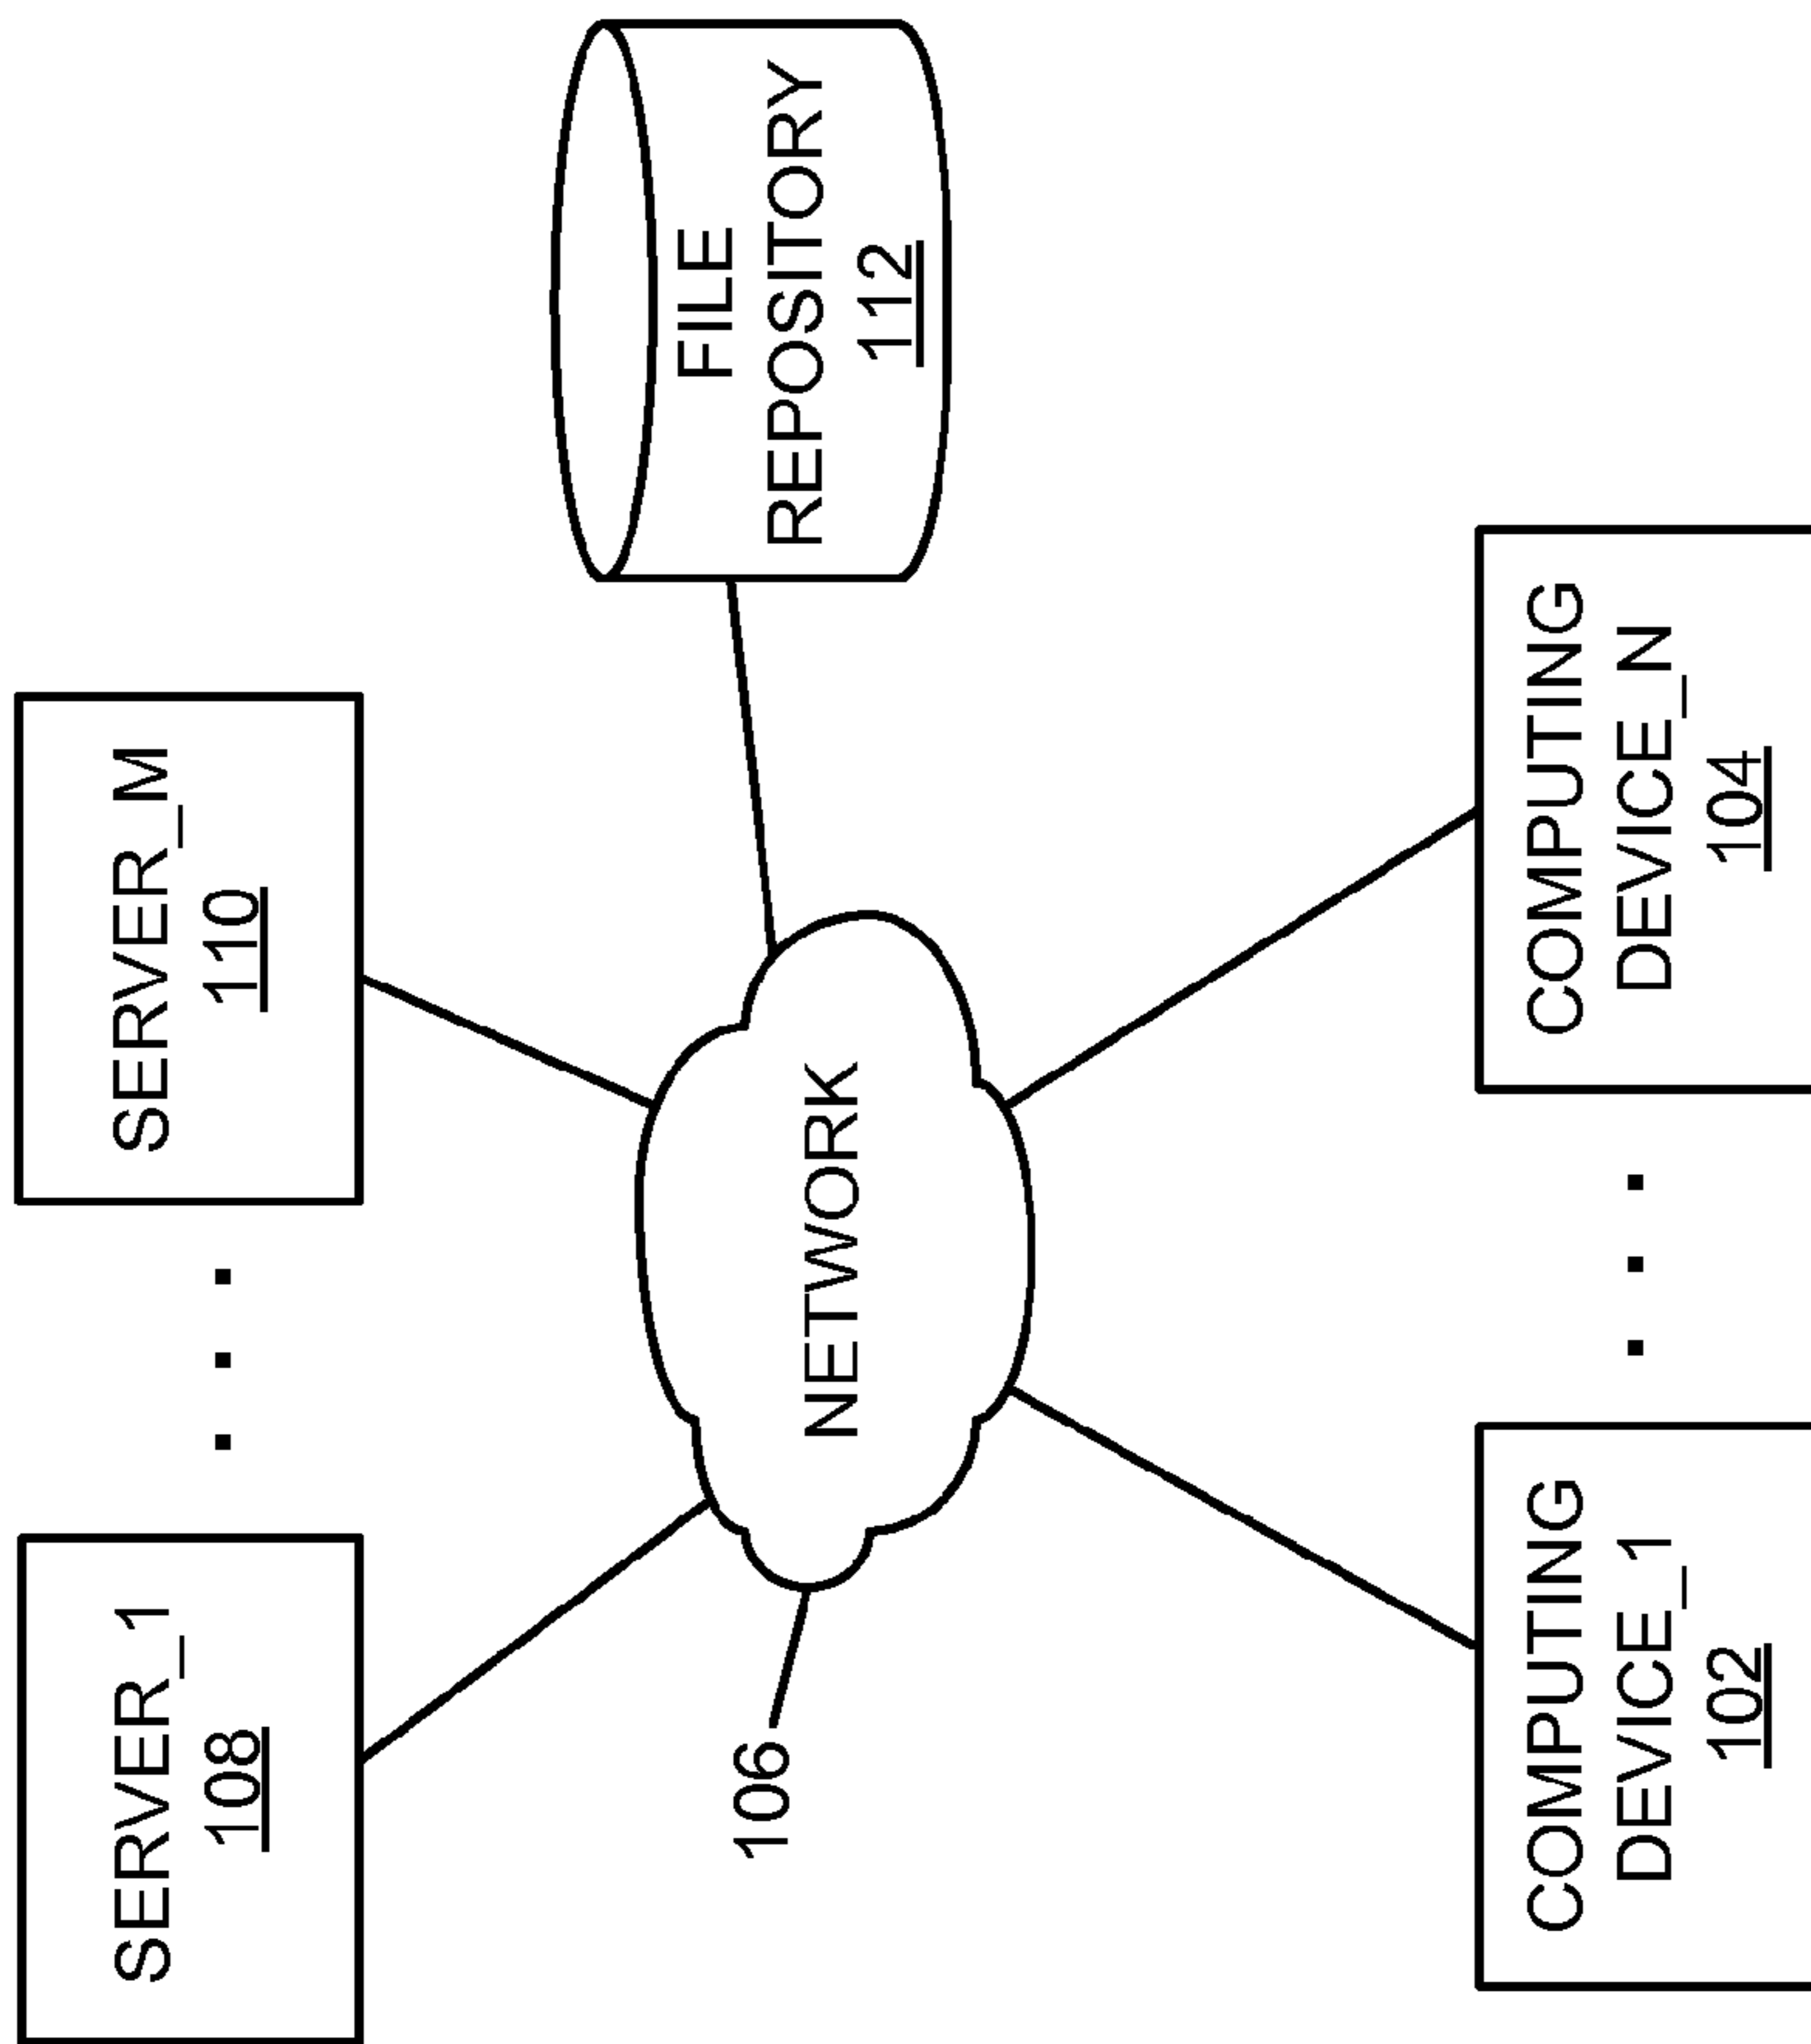 SERVER_1
108
SERVER_M
110
FILE
REPOSITORY
112
NETWORK
106
COMPUTING
DEVICE_1
102
COMPUTING
DEVICE_N
104